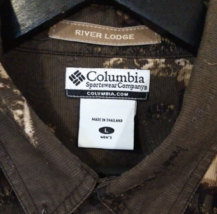 RIVER LODGE
Columbia
Sportswear Company
COLUMBIA.COM
MADE IN THAILAND
L
MEN'S